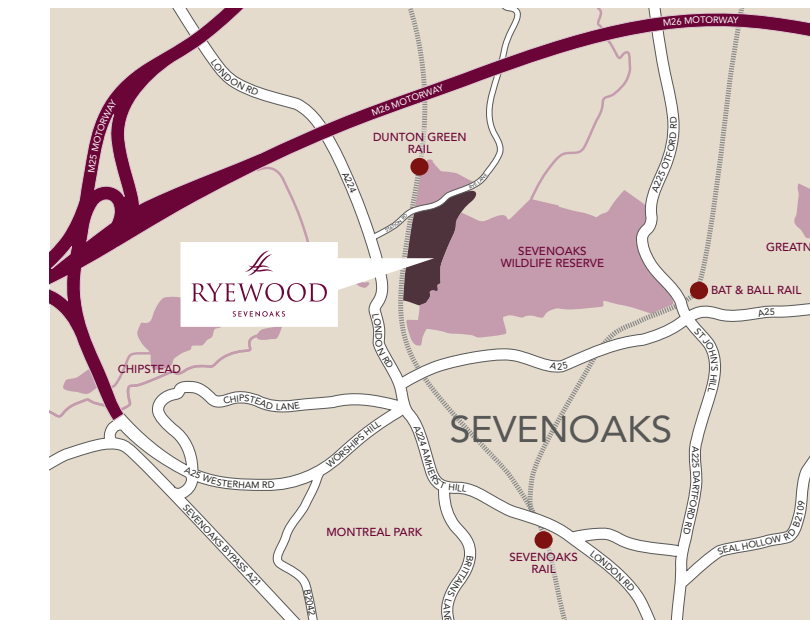 M26 MOTORWAY
LONDON RD
M26 MOTORWAY
M25 MOTORWAY
DUNTON GREEN
RAIL
A225 OTFORD RD
A224
SEVENOAKS
WILDLIFE RESERVE
GREATN
RYEWOOD
SEVENOAKS
BAT & BALL RAIL
A25
LONDON RD
ST JOHN'S HILL
CHIPSTEAD
A25
CHIPSTEAD LANE
SEVENOAKS
WORSHIPS HILL
A224 AMHERST HILL
A25 WESTERHAM RD
A225 DARTFORD RD
SEVENOAKS BYPASS A21
MONTREAL PARK
SEAL HOLLOW RD B2109
SEVENOAKS
RAIL
LONDON RD
BRITTAINS LANE
B2042